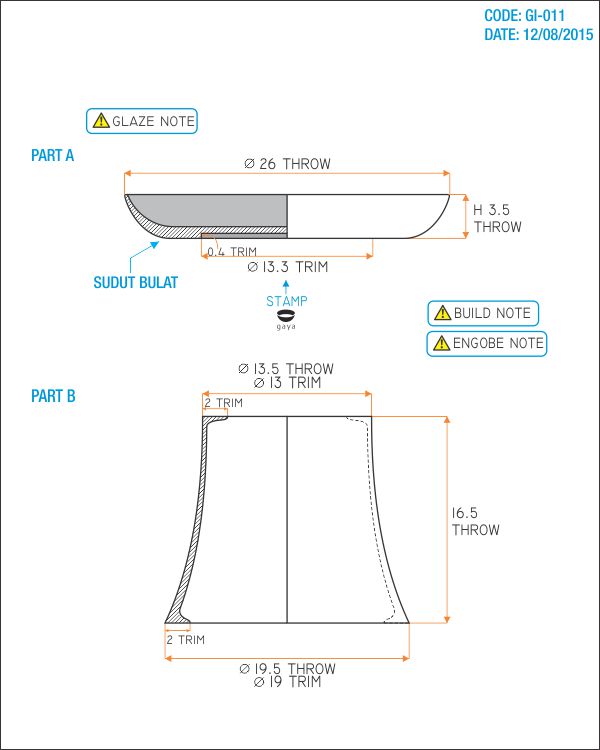 CODE: GI-011
DATE: 12/08/2015
GLAZE NOTE
PART A
Ø 26 THROW
H 3.5
THROW
0.4 TRIM
Ø 13.3 TRIM
SUDUT BULAT
STAMP
gaya
BUILD NOTE
ENGOBE NOTE
Ø 13.5 THROW
Ø 13 TRIM
PART B
2 TRIM
16.5
THROW
2 TRIM
Ø 19.5 THROW
Ø 19 TRIM